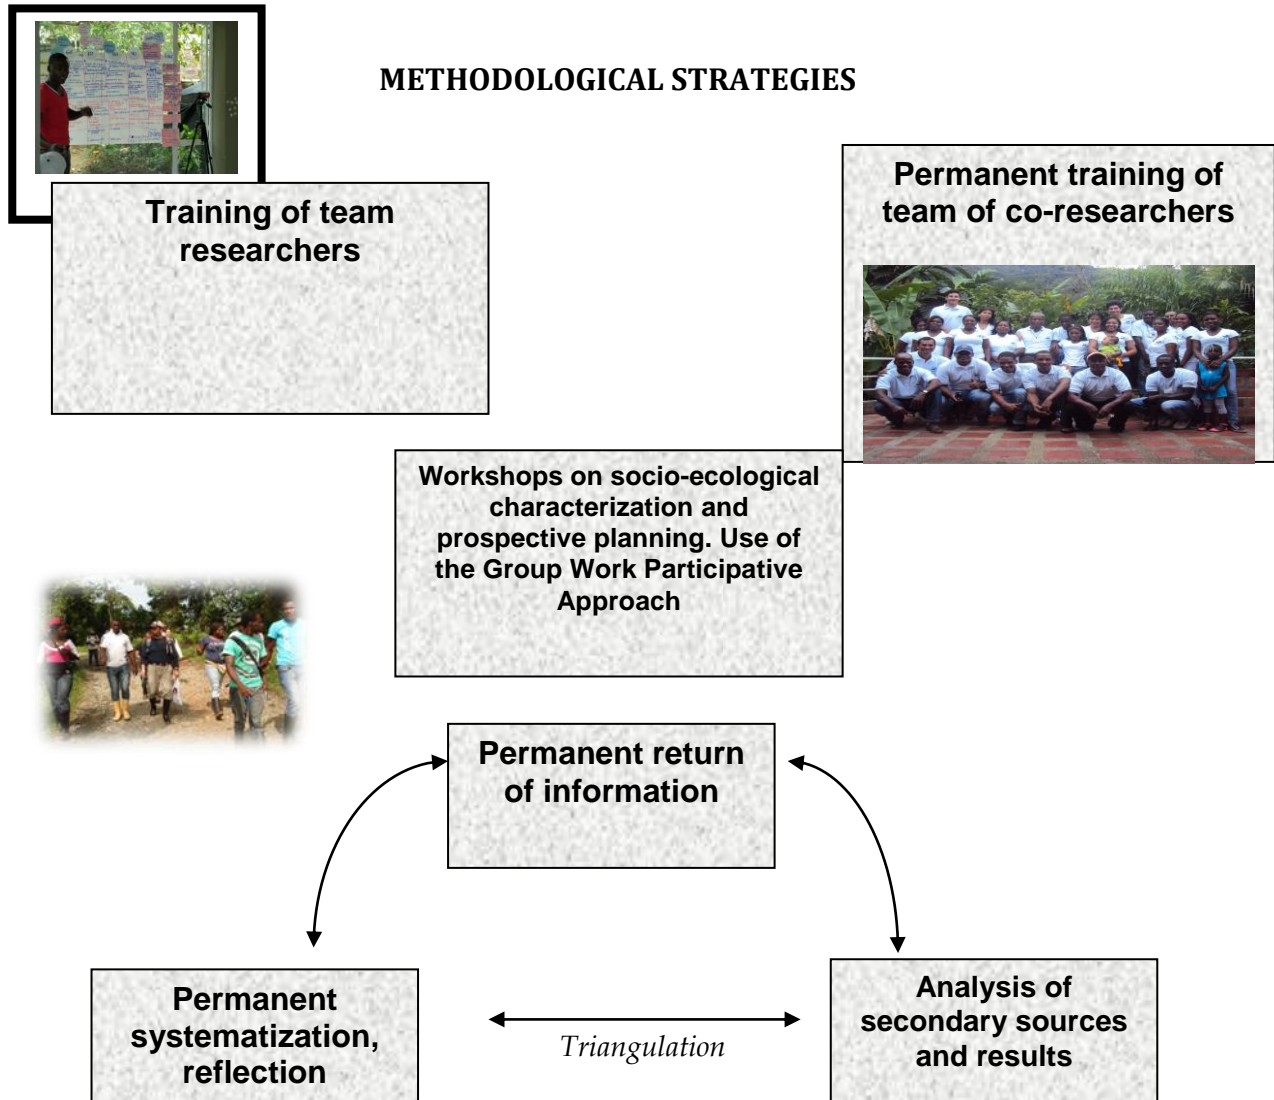 METHODOLOGICAL STRATEGIES
Training of team
researchers
Permanent training of
team of co-researchers
Workshops on socio-ecological
characterization and
prospective planning. Use of
the Group Work Participative
Approach
Permanent return
of information
Permanent
systematization,
reflection
Triangulation
Analysis of
secondary sources
and results